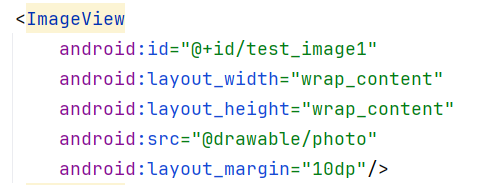 <ImageView
android:id="@+id/test_image1"
android:layout_width="wrap_content"
android:layout_height="wrap_content"
android:src="@drawable/photo"
android:layout_margin="10dp"/>